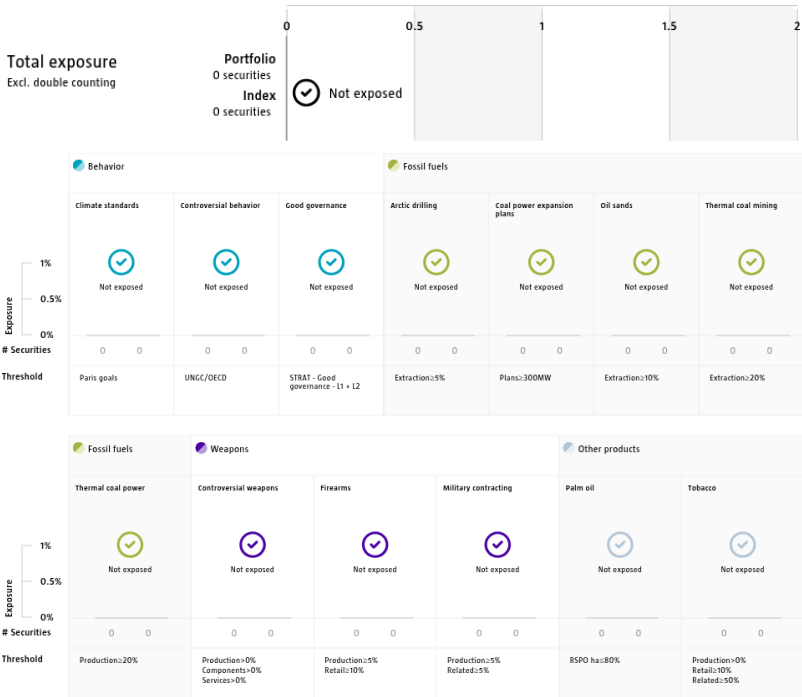 0 0.5 1 1.5 2
Total exposure
Excl. double counting
Portfolio
0 securities
Index
0 securities
Not exposed
Behavior Fossil fuels
Climate standards Controversial behavior Good governance Arctic drilling Coal power expansion plans Oil sands Thermal coal mining
Not exposed Not exposed Not exposed Not exposed Not exposed Not exposed Not exposed
Exposure
1%
0.5%
0%
# Securities 0 0 0 0 0 0 0 0 0 0 0 0 0 0
Threshold Paris goals UNGC/OECD STRAT - Good governance - L1 + L2 Extraction≥5% Plans≥300MW Extraction≥10% Extraction≥20%
Fossil fuels Weapons Other products
Thermal coal power Controversial weapons Firearms Military contracting Palm oil Tobacco
Not exposed Not exposed Not exposed Not exposed Not exposed Not exposed
Exposure
1%
0.5%
0%
# Securities 0 0 0 0 0 0 0 0 0 0 0 0
Threshold Production≥20% Production>0% Production≥5% Production≥5% RSPO ha≤80% Production>0%
Components>0% Retail≥10% Related≥5% Retail≥10%
Services>0% Related≥50%